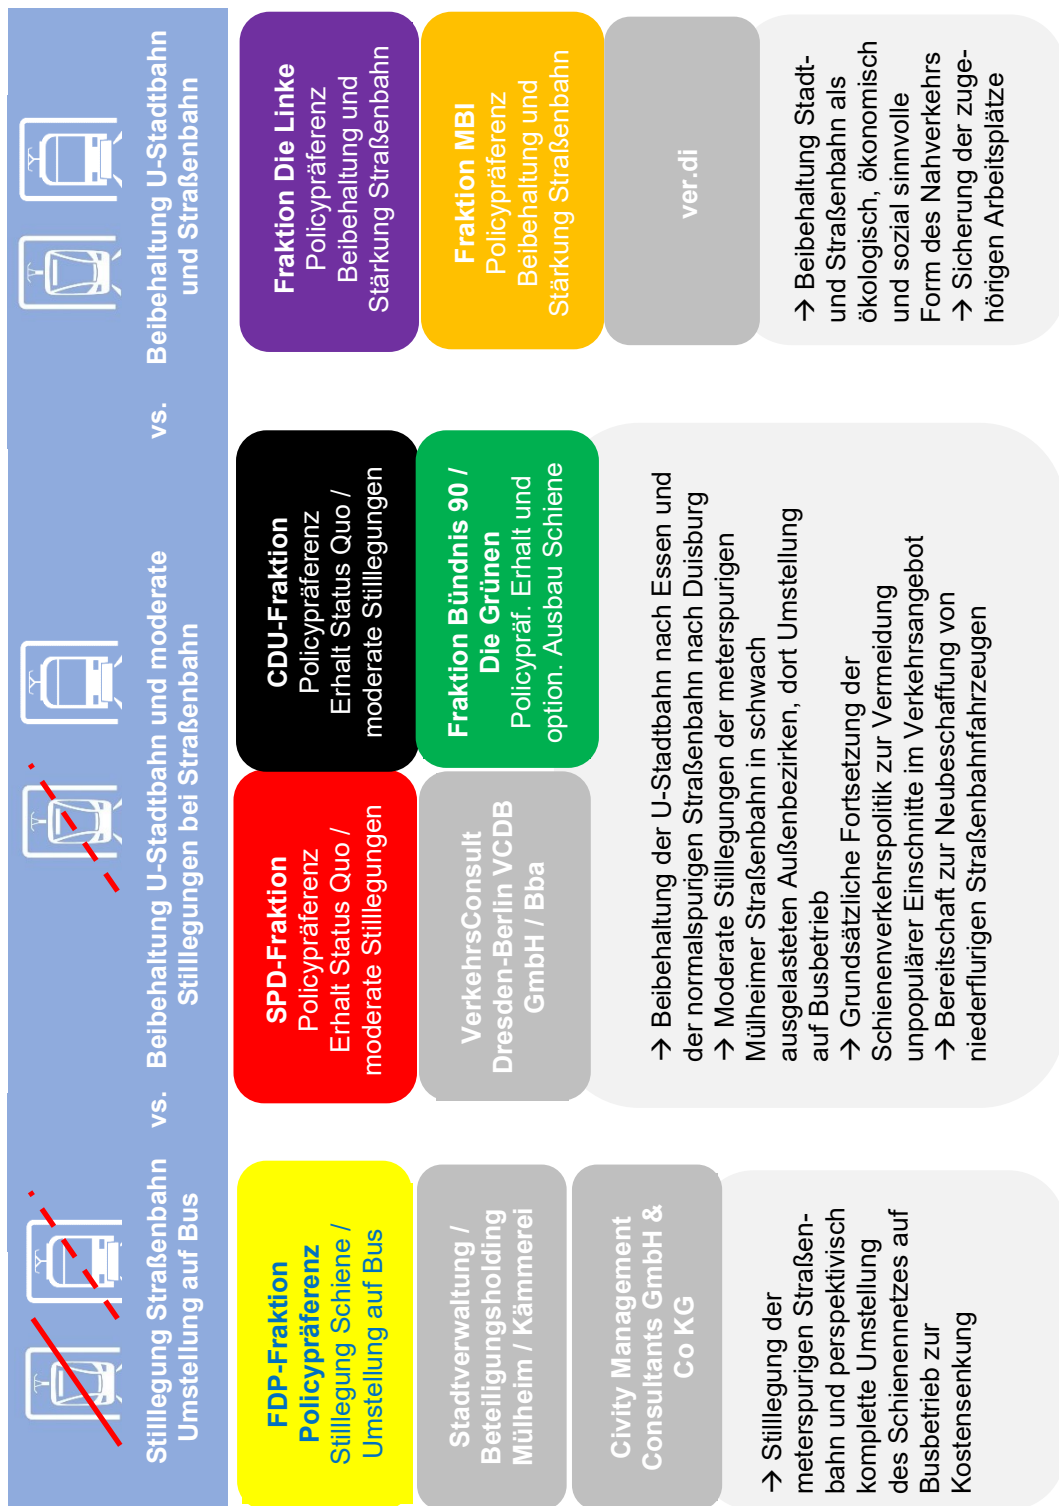 Stilllegung Straßenbahn
Umstellung auf Bus
vs.
Beibehaltung U-Stadtbahn und moderate
Stilllegungen bei Straßenbahn
vs.
Beibehaltung U-Stadtbahn
und Straßenbahn
FDP-Fraktion
Policypräferenz
Stilllegung Schiene /
Umstellung auf Bus
Stadtverwaltung /
Beteiligungsholding
Mülheim / Kämmerei
Civity Management
Consultants GmbH &
Co KG
→ Stilllegung der
meterspurigen Straßen-
bahn und perspektivisch
komplette Umstellung
des Schienennetzes auf
Busbetrieb zur
Kostensenkung
SPD-Fraktion
Policypräferenz
Erhalt Status Quo /
moderate Stilllegungen
CDU-Fraktion
Policypräferenz
Erhalt Status Quo /
moderate Stilllegungen
VerkehrsConsult
Dresden-Berlin VCDB
GmbH / Bba
Fraktion Bündnis 90 /
Die Grünen
Policypräf. Erhalt und
option. Ausbau Schiene
→ Beibehaltung der U-Stadtbahn nach Essen und
der normalspurigen Straßenbahn nach Duisburg
→ Moderate Stilllegungen der meterspurigen
Mülheimer Straßenbahn in schwach
ausgelasteten Außenbezirken, dort Umstellung
auf Busbetrieb
→ Grundsätzliche Fortsetzung der
Schienenverkehrspolitik zur Vermeidung
unpopulärer Einschnitte im Verkehrsangebot
→ Bereitschaft zur Neubeschaffung von
niederflurigen Straßenbahnfahrzeugen
Fraktion Die Linke
Policypräferenz
Beibehaltung und
Stärkung Straßenbahn
Fraktion MBI
Policypräferenz
Beibehaltung und
Stärkung Straßenbahn
ver.di
→ Beibehaltung Stadt-
und Straßenbahn als
ökologisch, ökonomisch
und sozial sinnvolle
Form des Nahverkehrs
→ Sicherung der zuge-
hörigen Arbeitsplätze